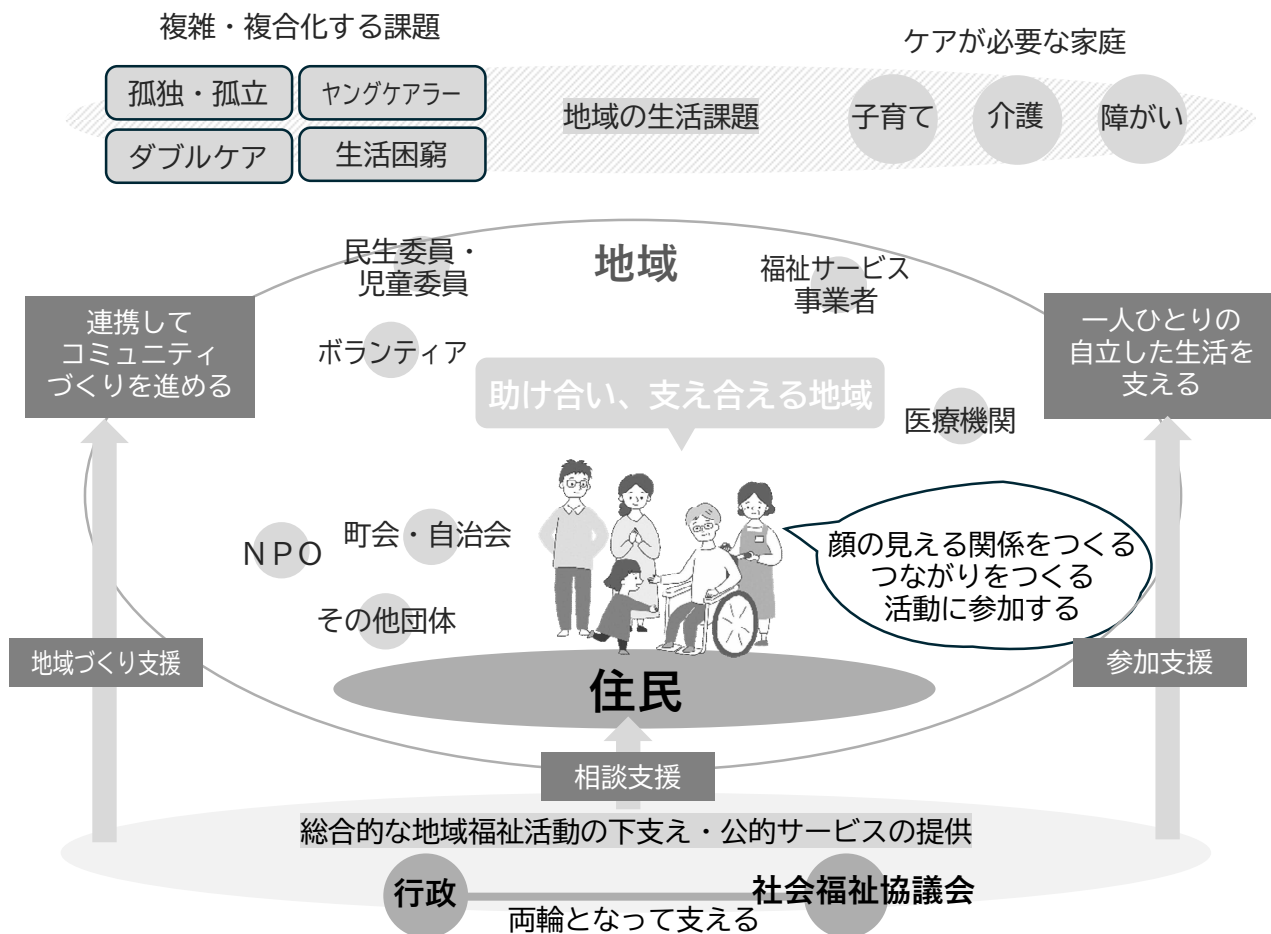 複雑・複合化する課題
ケアが必要な家庭
孤独・孤立
ヤングケアラー
ダブルケア
生活困窮
地域の生活課題
子育て
介護
障がい
民生委員・
児童委員
地域
福祉サービス
事業者
連携して
コミュニティ
づくりを進める
一人ひとりの
自立した生活を
支える
ボランティア
助け合い、支え合える地域
医療機関
NPO
町会・自治会
顔の見える関係をつくる
つながりをつくる
活動に参加する
その他団体
地域づくり支援
参加支援
住民
相談支援
総合的な地域福祉活動の下支え・公的サービスの提供
行政
社会福祉協議会
両輪となって支える